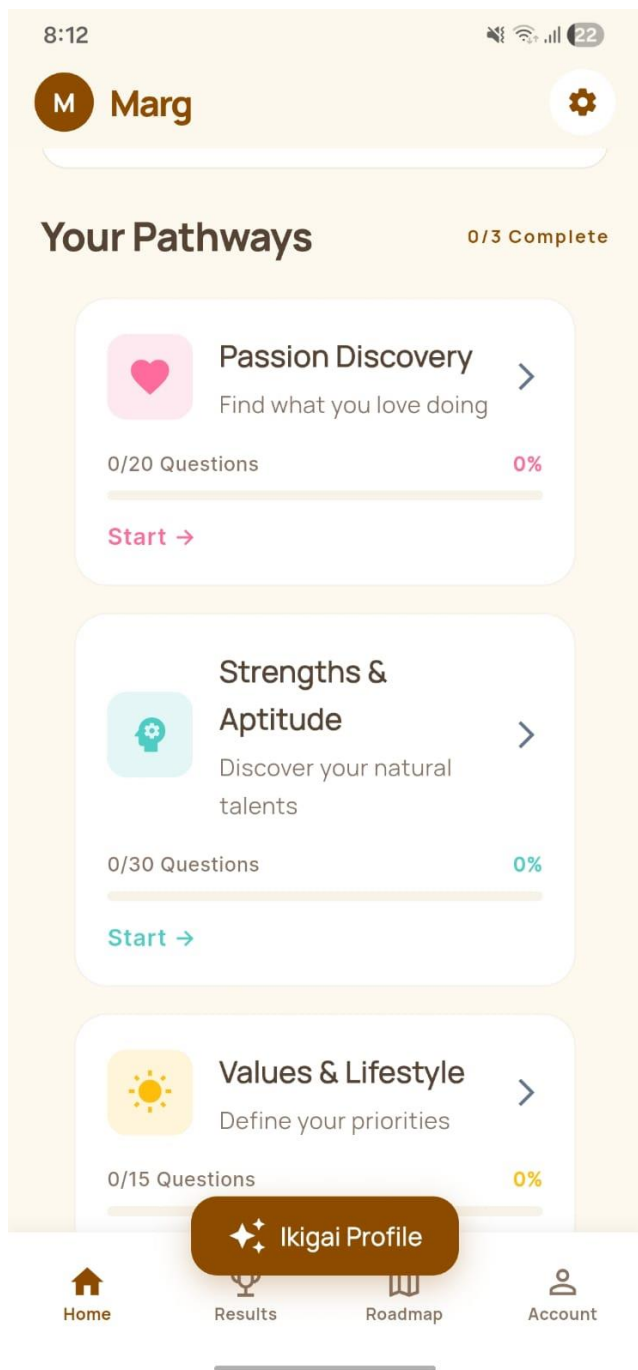 8:12
22
M
Marg
Your Pathways
0/3 Complete
Passion Discovery
Find what you love doing
0/20 Questions
0%
Start →
Strengths &
Aptitude
Discover your natural
talents
0/30 Questions
0%
Start →
Values & Lifestyle
Define your priorities
0/15 Questions
0%
Ikigai Profile
Home
Results
Roadmap
Account